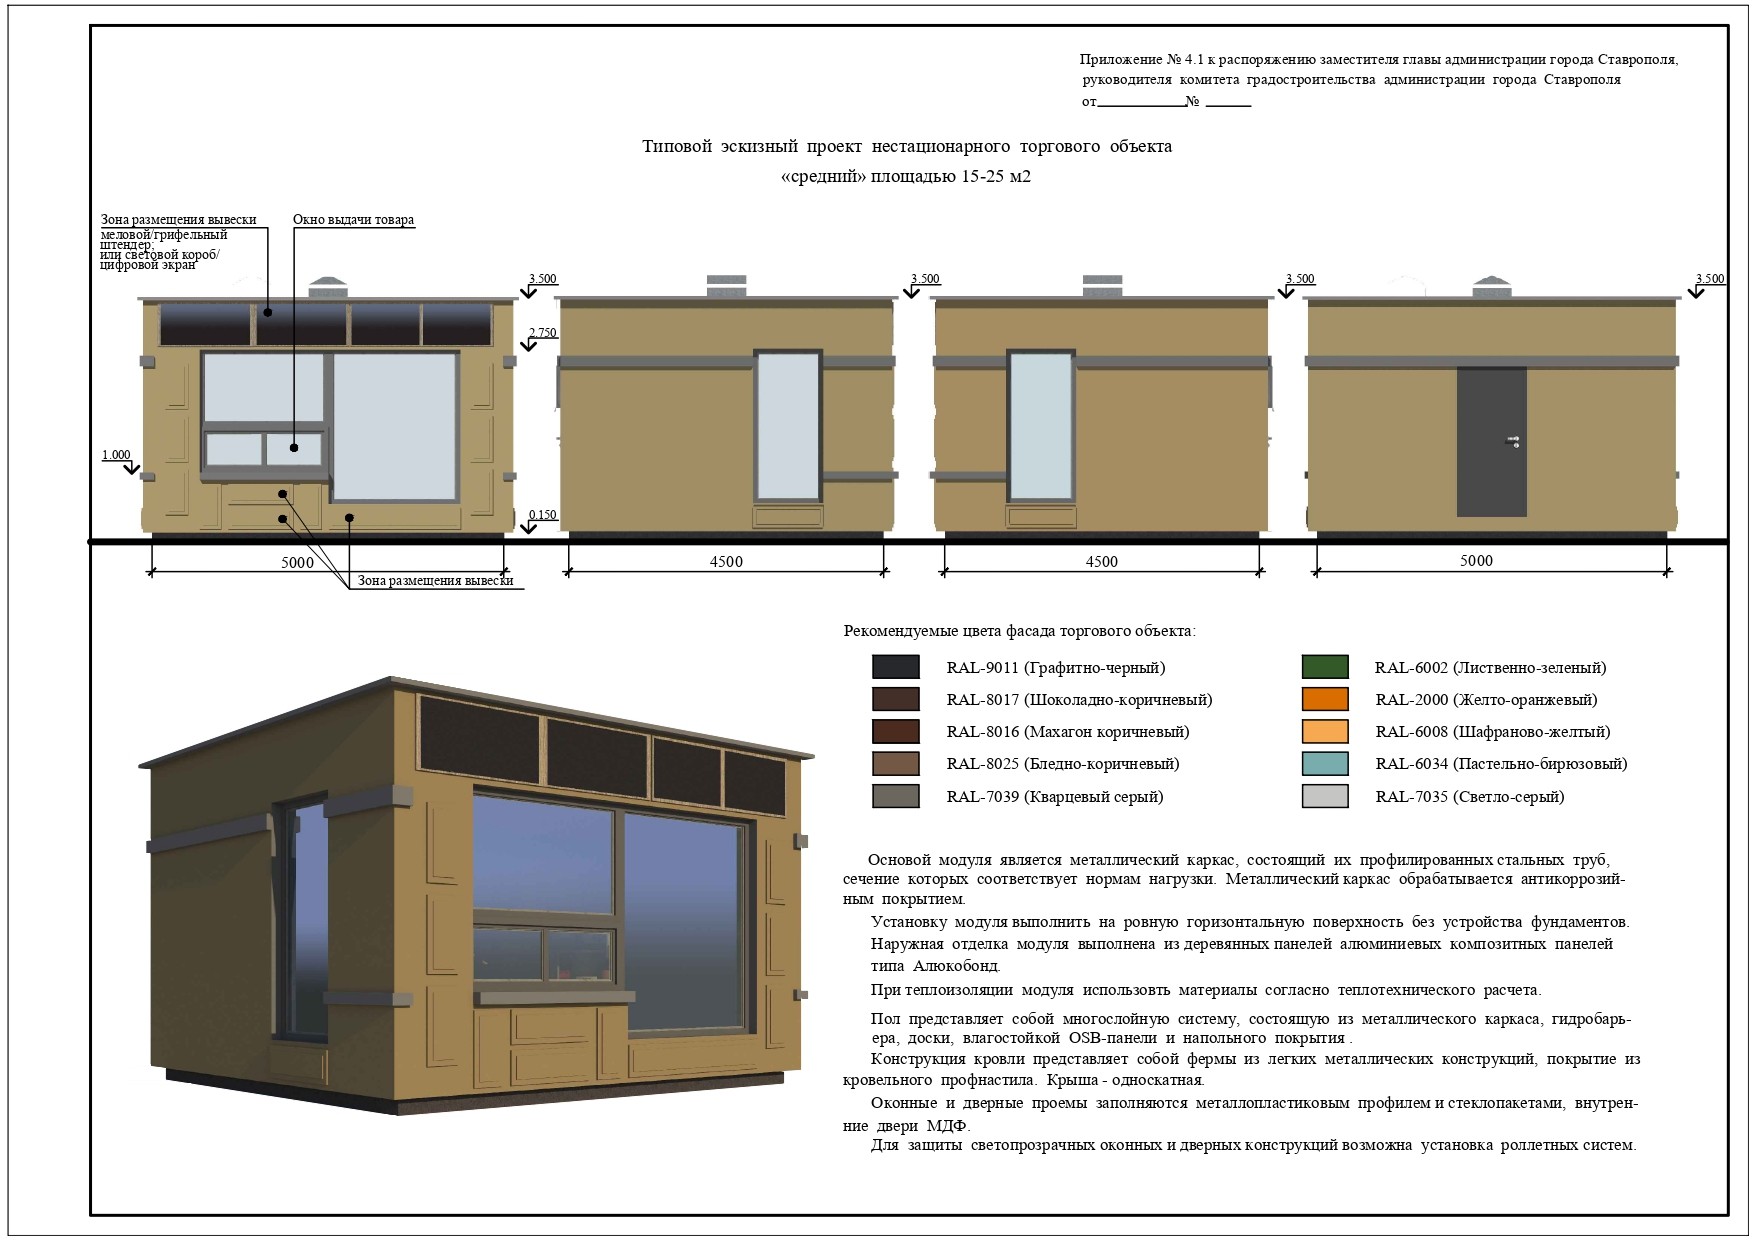 Приложение № 4.1 к распоряжению заместителя главы администрации города Ставрополя,
руководителя комитета градостроительства администрации города Ставрополя
от № 
Типовой эскизный проект нестационарного торгового объекта
«средний» площадью 15-25 м2
Зона размещения вывески
меловой/грифельный
штендер;
или световой короб/
цифровой экран
Окно выдачи товара
3.500
2.750
1.000
0.150
3.500
3.500
3.500
5000
4500
4500
5000
Зона размещения вывески
Рекомендуемые цвета фасада торгового объекта:
RAL-9011 (Графитно-черный)
RAL-8017 (Шоколадно-коричневый)
RAL-8016 (Махагон коричневый)
RAL-8025 (Бледно-коричневый)
RAL-7039 (Кварцевый серый)
RAL-6002 (Лиственно-зеленый)
RAL-2000 (Желто-оранжевый)
RAL-6008 (Шафраново-желтый)
RAL-6034 (Пастельно-бирюзовый)
RAL-7035 (Светло-серый)
Основой модуля является металлический каркас, состоящий их профилированных стальных труб,
сечение которых соответствует нормам нагрузки. Металлический каркас обрабатывается антикоррозий-
ным покрытием.
Установку модуля выполнить на ровную горизонтальную поверхность без устройства фундаментов.
Наружная отделка модуля выполнена из деревянных панелей алюминиевых композитных панелей
типа Алюкобонд.
При теплоизоляции модуля использовть материалы согласно теплотехнического расчета.
Пол представляет собой многослойную систему, состоящую из металлического каркаса, гидробарь-
ера, доски, влагостойкой OSB-панели и напольного покрытия .
Конструкция кровли представляет собой фермы из легких металлических конструкций, покрытие из
кровельного профнастила. Крыша - односкатная.
Оконные и дверные проемы заполняются металлопластиковым профилем и стеклопакетами, внутрен-
ние двери МДФ.
Для защиты светопрозрачных оконных и дверных конструкций возможна установка роллетных систем.